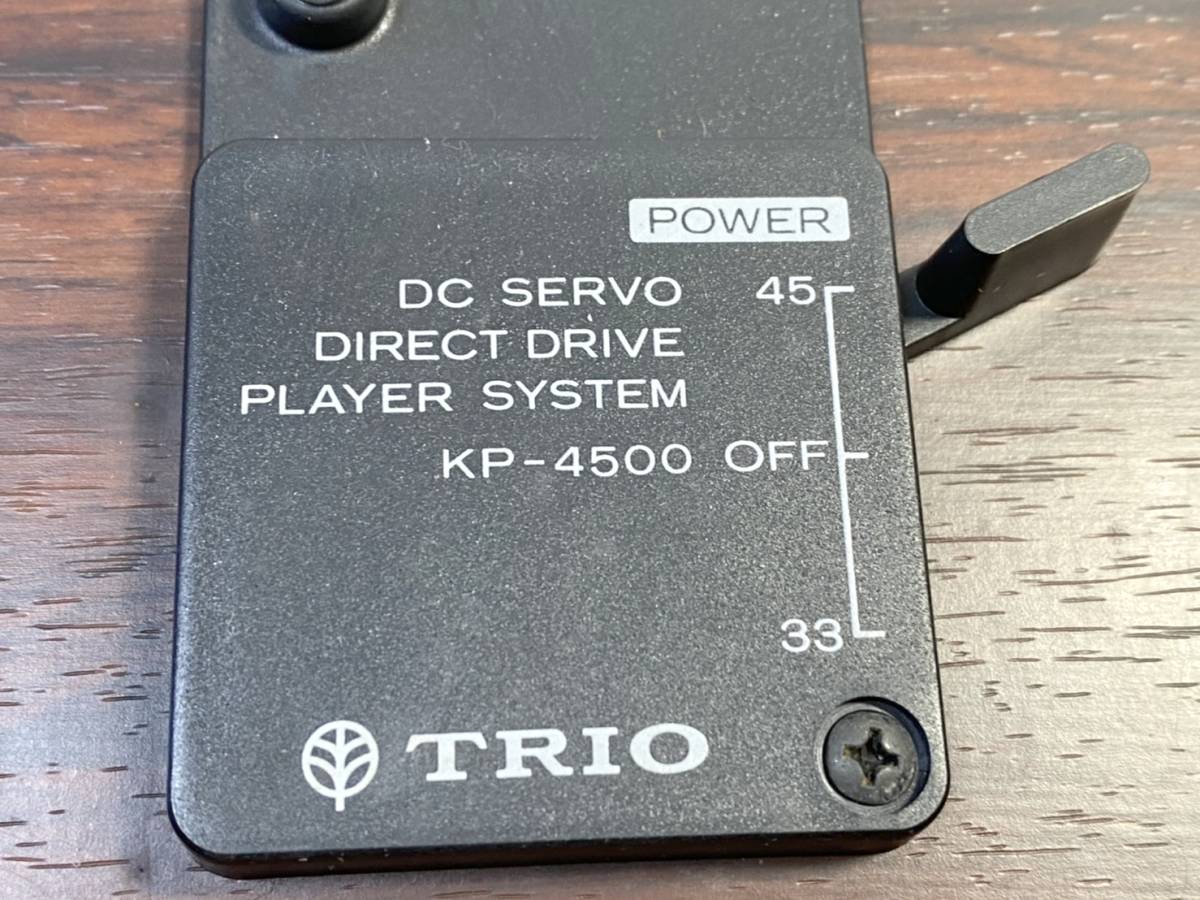 POWER
DC SERVO
DIRECT DRIVE
PLAYER SYSTEM
KP-4500
45
OFF
33
TRIO